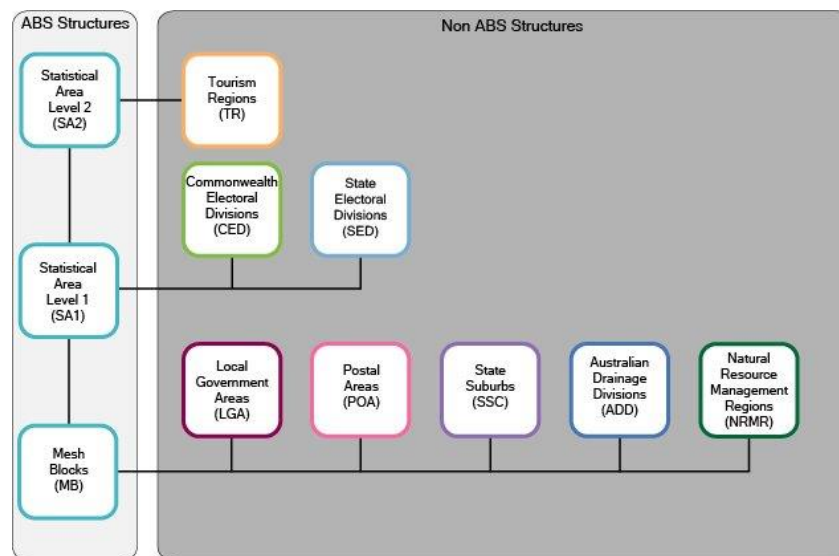 ABS Structures
Non ABS Structures
Statistical
Area
Level 2
(SA2)
Tourism
Regions
(TR)
Commonwealth
Electoral
Divisions
(CED)
State
Electoral
Divisions
(SED)
Statistical
Area
Level 1
(SA1)
Local
Government
Areas
(LGA)
Postal
Areas
(POA)
State
Suburbs
(SSC)
Australian
Drainage
Divisions
(ADD)
Natural
Resource
Management
Regions
(NRMR)
Mesh
Blocks
(MB)